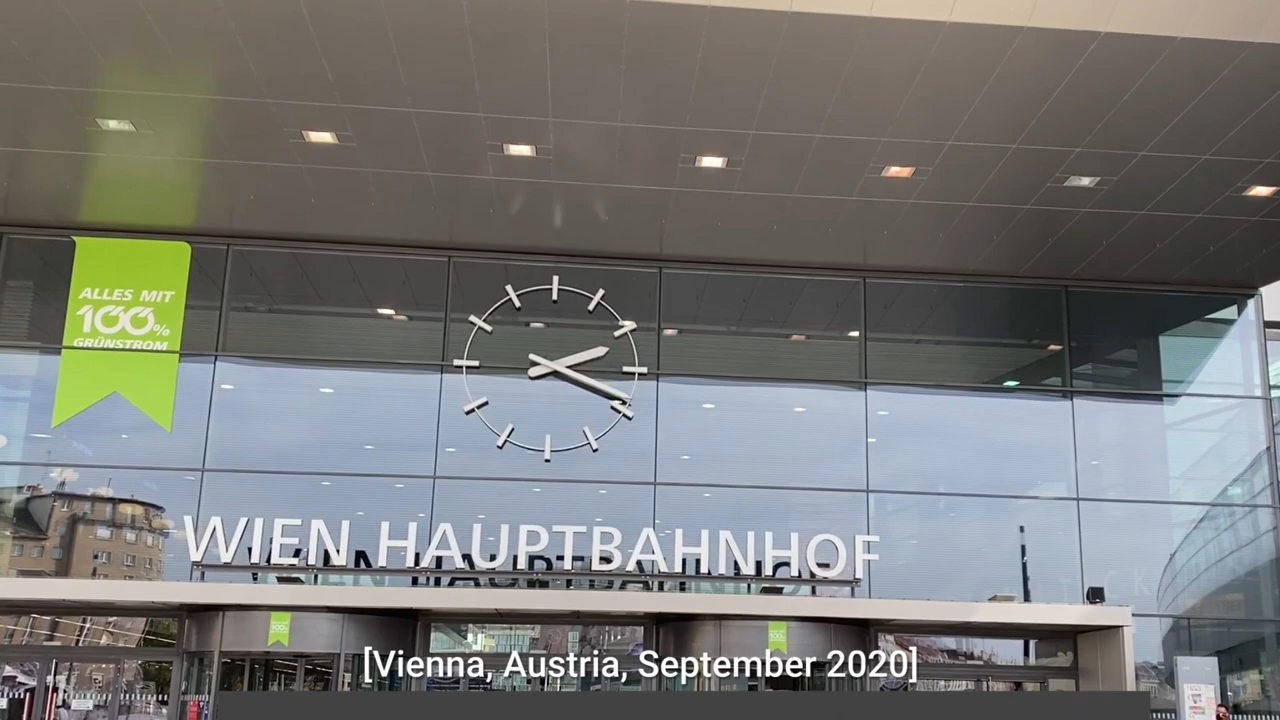 ALLES MIT
100%
GRÜNSTROM
WIEN HAUPTBAHNHOF
[Vienna, Austria, September 2020]